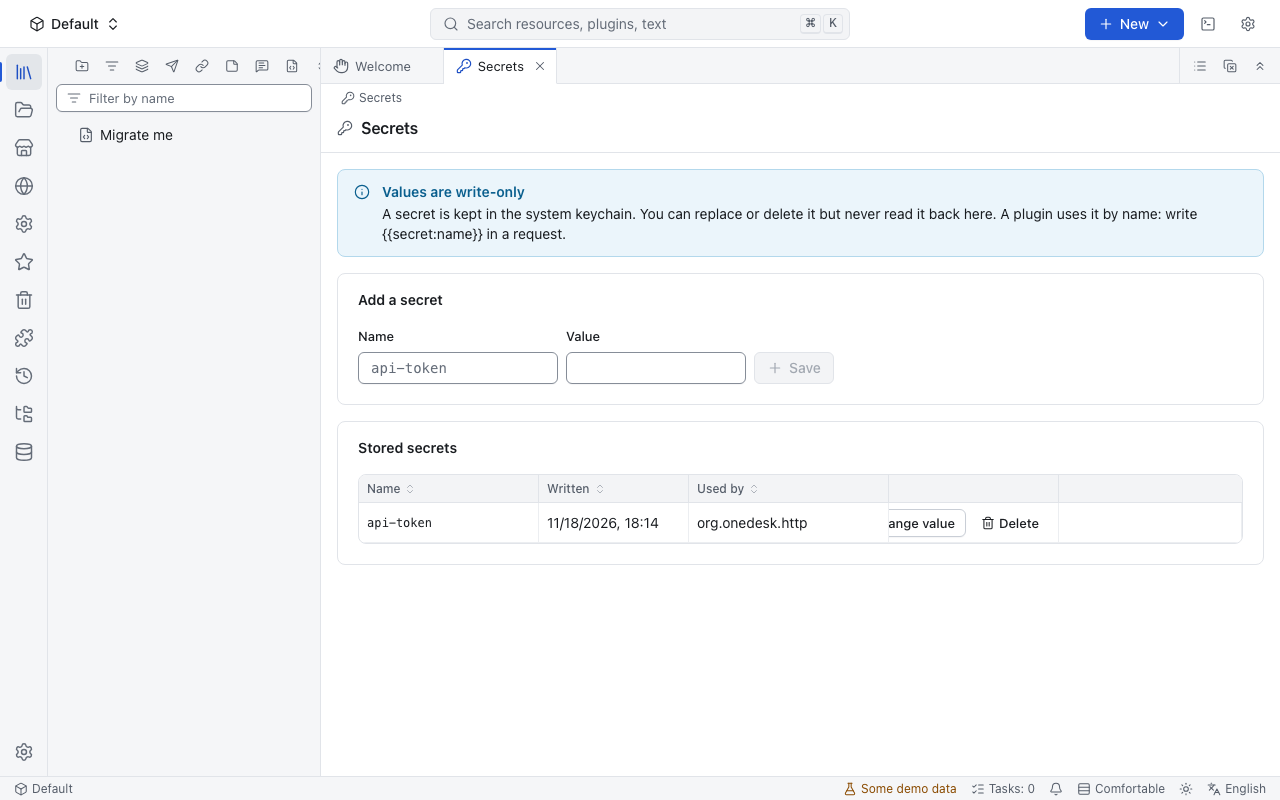 Default
Search resources, plugins, text
⌘ K
New
Welcome
Secrets
Filter by name
Migrate me
Secrets
Secrets
Values are write-only
A secret is kept in the system keychain. You can replace or delete it but never read it back here. A plugin uses it by name: write
{{secret:name}} in a request.
Add a secret
Name
Value
api-token
Save
Stored secrets
Name
Written
Used by
api-token
11/18/2026, 18:14
org.onedesk.http
ange value
Delete
Default
Some demo data
Tasks: 0
Comfortable
English